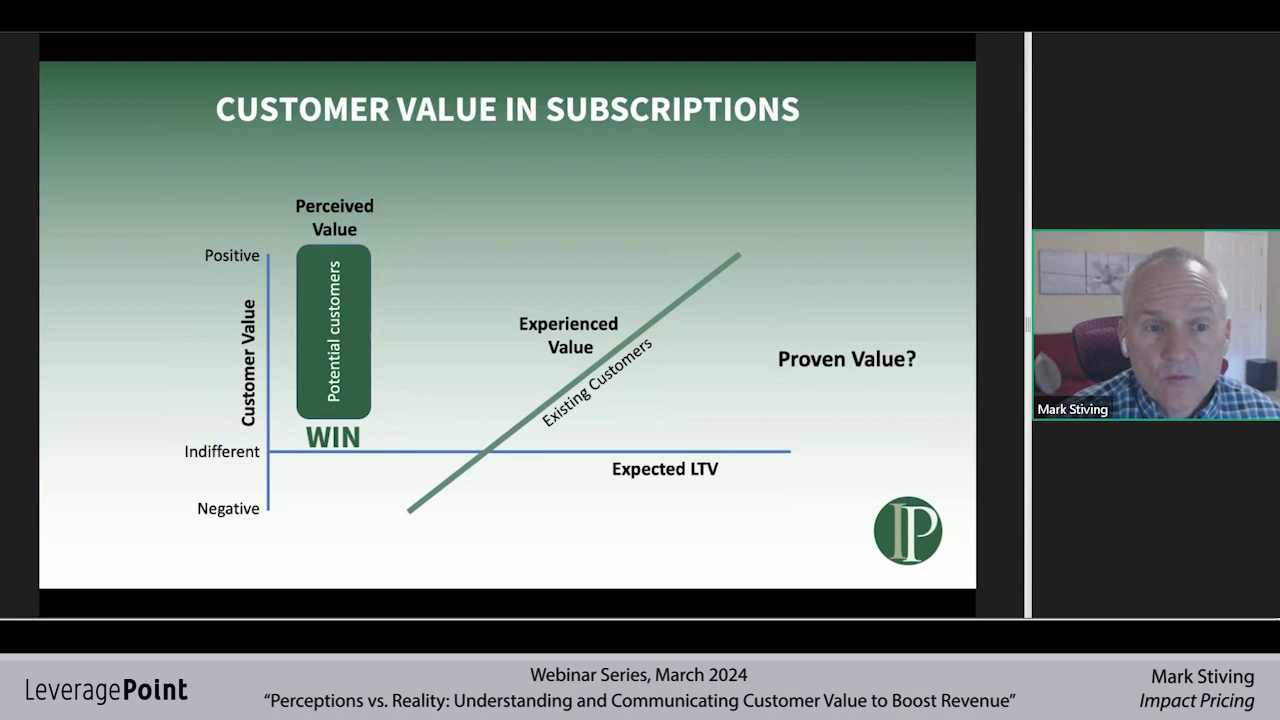 CUSTOMER VALUE IN SUBSCRIPTIONS
Perceived
Value
Positive
Potential customers
Customer Value
Experienced
Value
Existing Customers
Proven Value?
WIN
Indifferent
Expected LTV
Negative
IP
Mark Stiving
LeveragePoint
Webinar Series, March 2024
“Perceptions vs. Reality: Understanding and Communicating Customer Value to Boost Revenue”
Mark Stiving
Impact Pricing